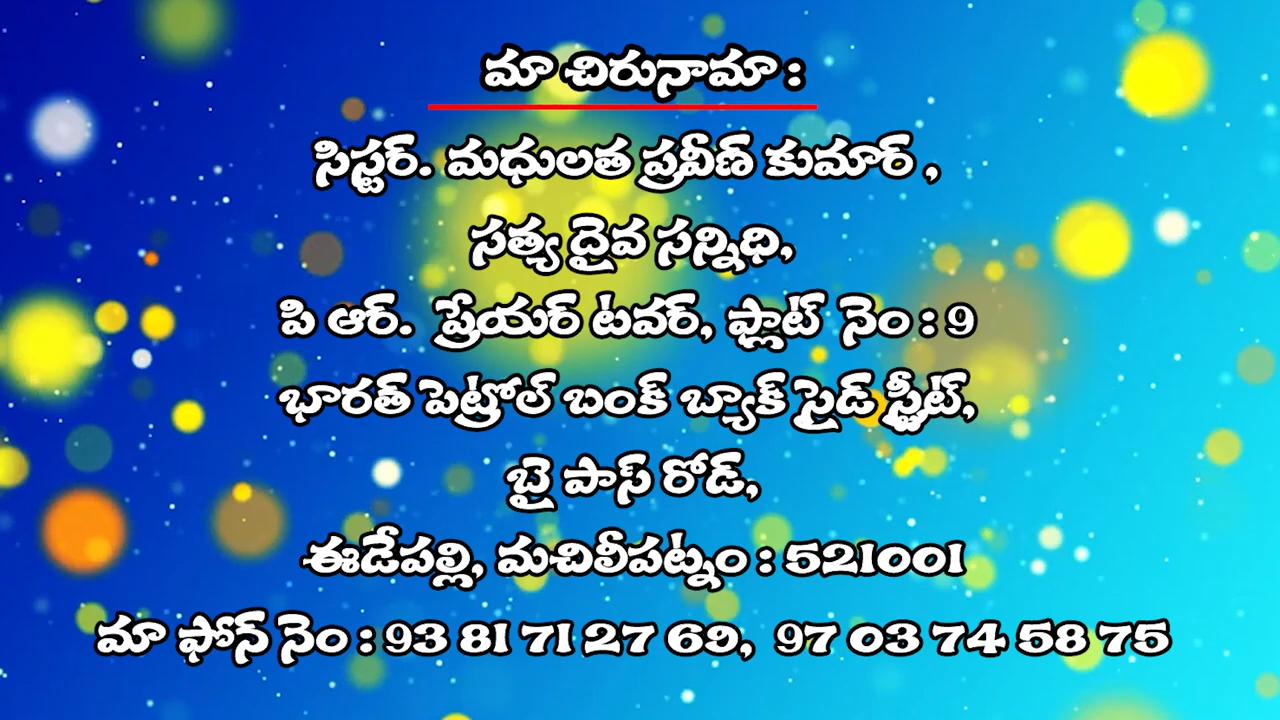 మా చిరునామా :
సిస్టర్. మధులత ప్రవీణ్ కుమార్ ,
సత్య దైవ సన్నిధి,
పి ఆర్. ప్రేయర్ టవర్, ఫ్లాట్ నెం : 9
భారత్ పెట్రోల్ బంక్ బ్యాక్ సైడ్ స్ట్రీట్,
బై పాస్ రోడ్,
ఈడేపల్లి, మచిలీపట్నం : 521001
మా ఫోన్ నెం : 93 81 71 27 69, 97 03 74 58 75